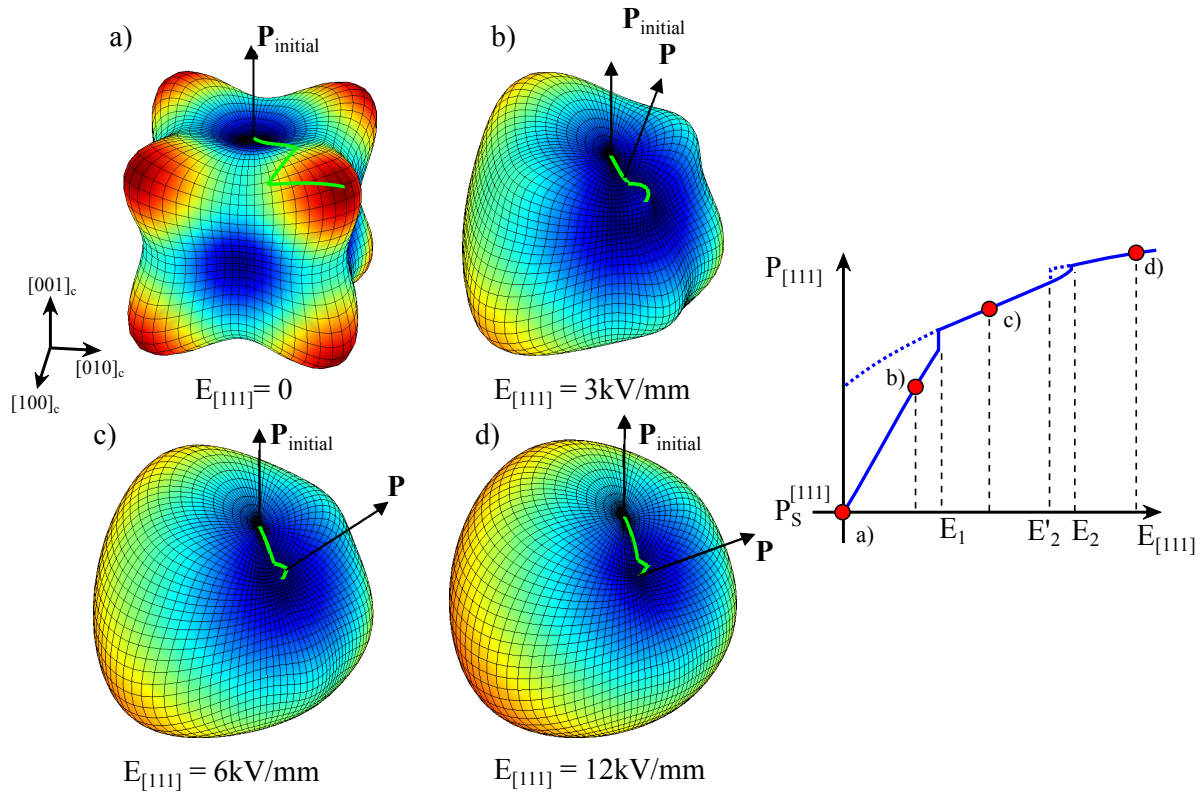 a)
P_initial
b)
P_initial
P
[001]_c
[010]_c
[100]_c
E_[111] = 0
E_[111] = 3kV/mm
c)
P_initial
P
d)
P_initial
P
E_[111] = 6kV/mm
E_[111] = 12kV/mm
P_[111]
d)
c)
b)
P_S^[111]
a)
E_1
E'_2
E_2
E_[111]